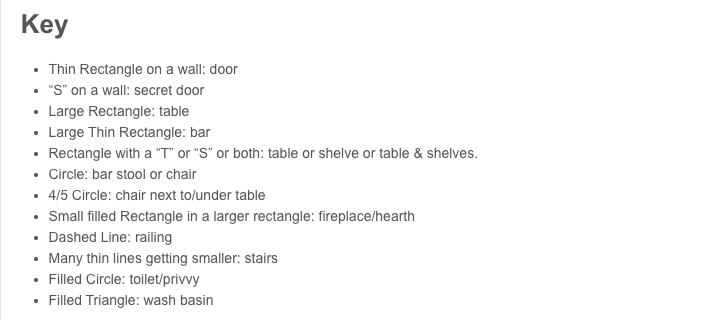 Key
• Thin Rectangle on a wall: door
• “S” on a wall: secret door
• Large Rectangle: table
• Large Thin Rectangle: bar
• Rectangle with a “T” or “S” or both: table or shelve or table & shelves.
• Circle: bar stool or chair
• 4/5 Circle: chair next to/under table
• Small filled Rectangle in a larger rectangle: fireplace/hearth
• Dashed Line: railing
• Many thin lines getting smaller: stairs
• Filled Circle: toilet/privvy
• Filled Triangle: wash basin